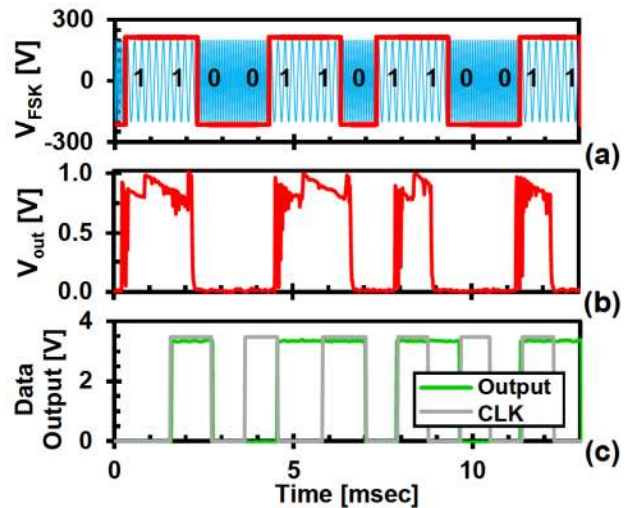 300
V_FSK [V]
0
-300
1 1 0 0 1 1 0 1 1 0 0 1 1
(a)
1.0
V_out [V]
0.5
0.0
(b)
4
Data
Output [V]
2
0
Output
CLK
(c)
0 5 10
Time [msec]